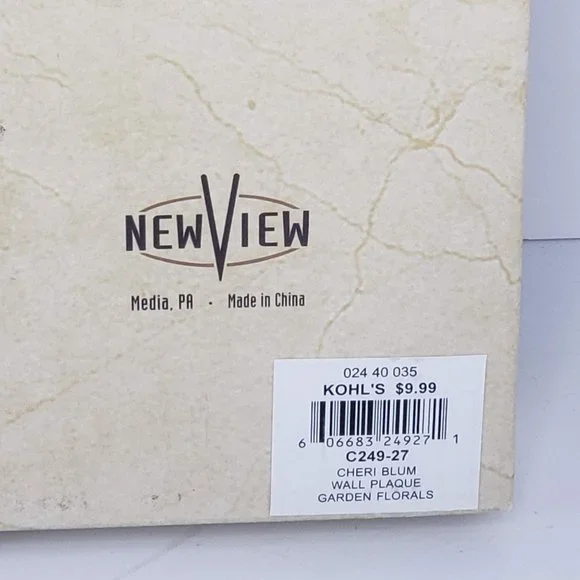 NEWVIEW
Media, PA · Made in China
024 40 035
KOHL'S $9.99
6 06683 24927 1
C249-27
CHERI BLUM
WALL PLAQUE
GARDEN FLORALS